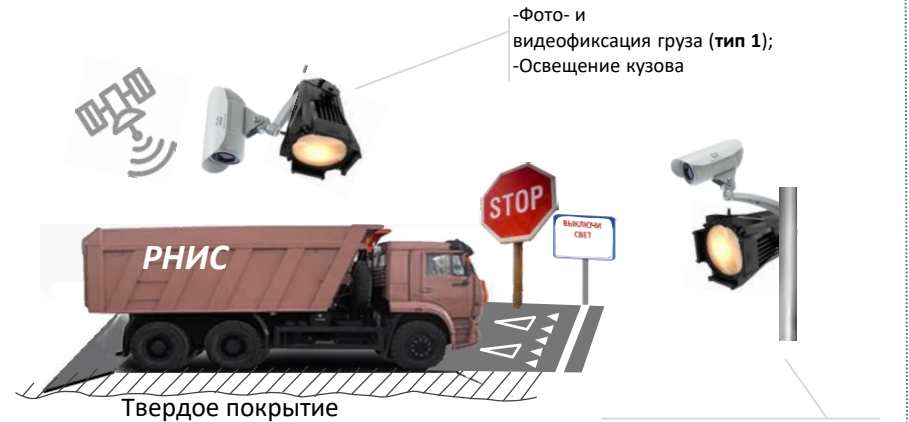 -Фото- и
видеофиксация груза (тип 1);
-Освещение кузова
STOP
ВЫКЛЮЧИ
СВЕТ
РНИС
Твердое покрытие